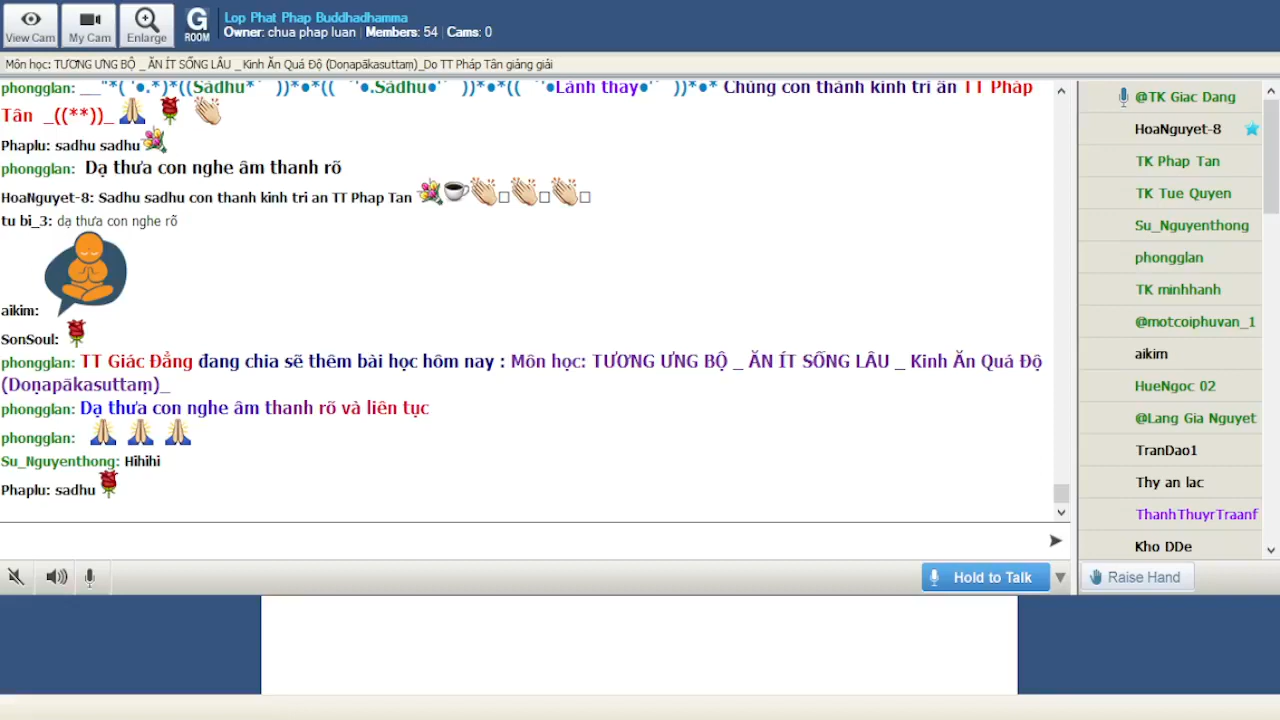 View Cam
My Cam
Enlarge
G
ROOM
Lop Phat Phap Buddhadhamma
Owner: chua phap luan | Members: 54 | Cams: 0
Môn học: TƯƠNG ƯNG BỘ _ ĂN ÍT SỐNG LÂU _ Kinh Ăn Quá Độ (Doṇapākasuttaṃ)_Do TT Pháp Tân giảng giải
phongglan: __"*( '●.*)*((Sādhu*¨ ))*●*((¨ '●.Sādhu●'¨ ))*●*((¨ '●Lành thay●'¨ ))*●* Chúng con thành kính tri ân TT Pháp
Tân _((**))_
Phaplu: sadhu sadhu
phongglan: Dạ thưa con nghe âm thanh rõ
HoaNguyet-8: Sadhu sadhu con thanh kinh tri an TT Phap Tan
tu bi_3: dạ thưa con nghe rõ
aikim:
SonSoul:
phongglan: TT Giác Đẳng đang chia sẽ thêm bài học hôm nay : Môn học: TƯƠNG ƯNG BỘ _ ĂN ÍT SỐNG LÂU _ Kinh Ăn Quá Độ
(Doṇapākasuttaṃ)_
phongglan: Dạ thưa con nghe âm thanh rõ và liên tục
phongglan:
Su_Nguyenthong: Hihihi
Phaplu: sadhu
Hold to Talk
@TK Giac Dang
HoaNguyet-8
TK Phap Tan
TK Tue Quyen
Su_Nguyenthong
phongglan
TK minhhanh
@motcoiphuvan_1
aikim
HueNgoc 02
@Lang Gia Nguyet
TranDao1
Thy an lac
ThanhThuyrTraanf
Kho DDe
Raise Hand